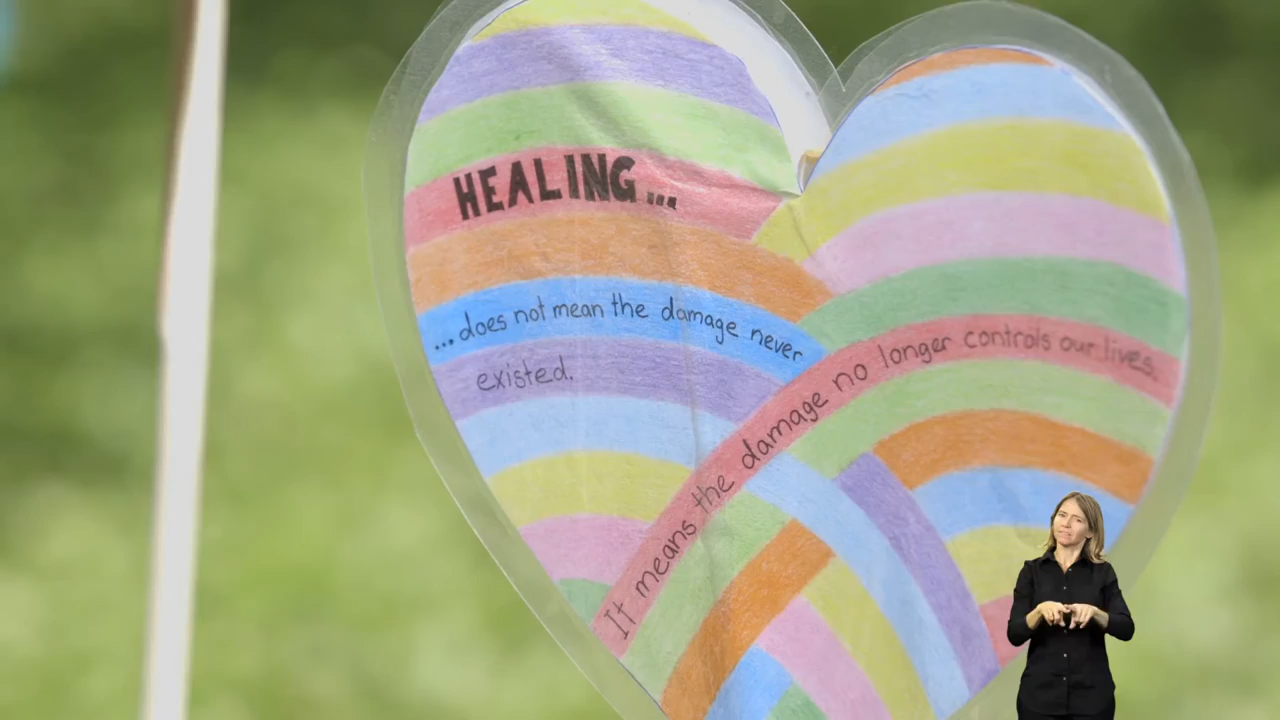 HEALING...
...does not mean the damage never
existed.
It means the damage no longer controls our lives.